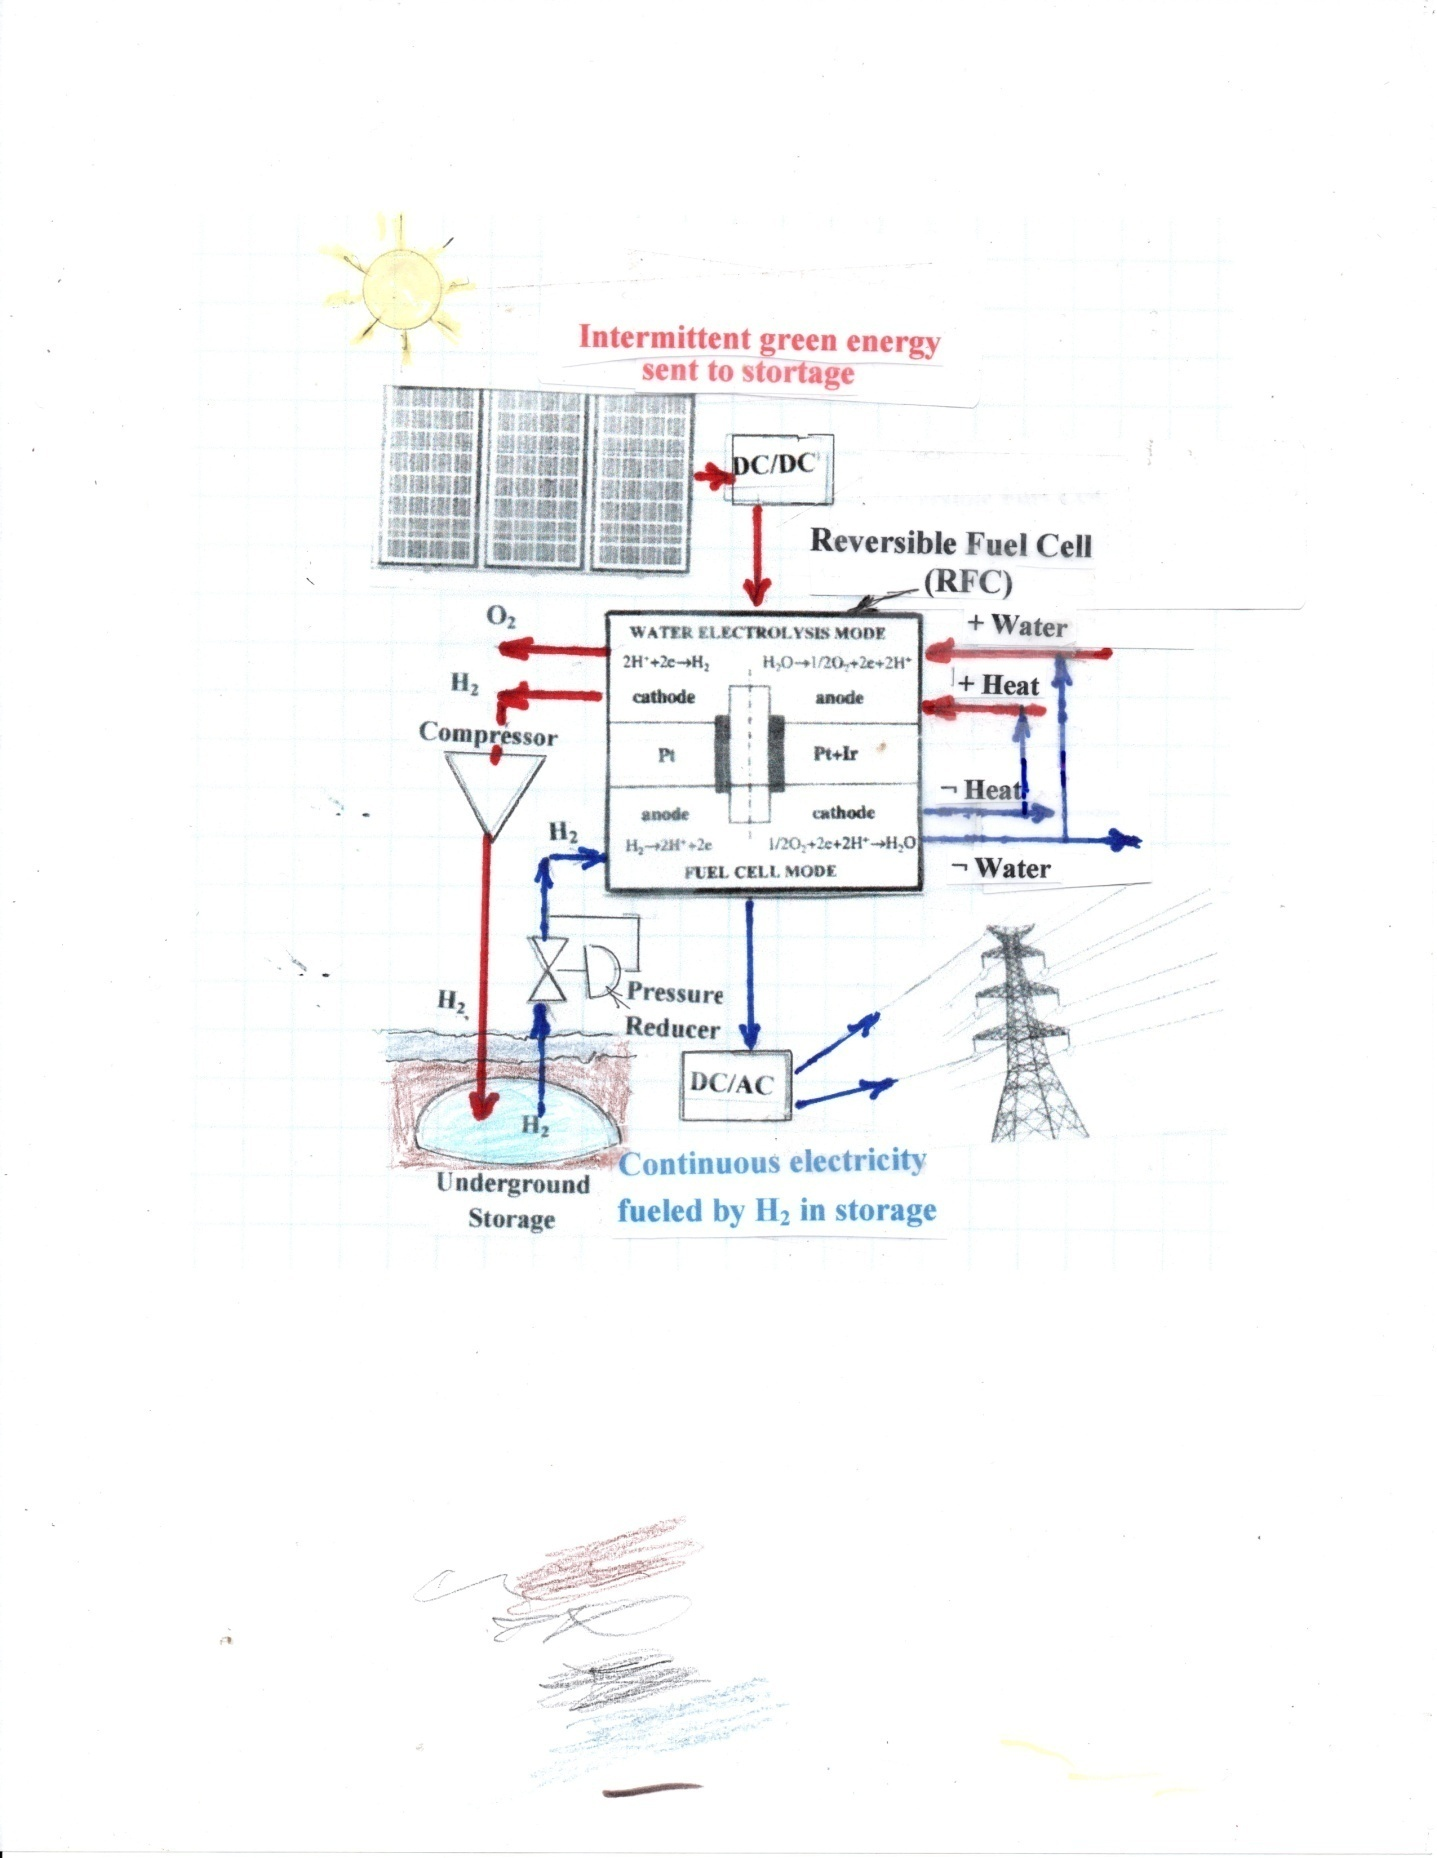 Intermittent green energy
sent to stortage
DC/DC
Reversible Fuel Cell
(RFC)
O₂
+ Water
WATER ELECTROLYSIS MODE
2H⁺+2e→H₂
H₂O→1/2O₂+2e+2H⁺
H₂
+ Heat
cathode
anode
Compressor
Pt
Pt+Ir
¬ Heat
anode
cathode
H₂
H₂→2H⁺+2e
1/2O₂+2e+2H⁺→H₂O
¬ Water
FUEL CELL MODE
H₂
Pressure
Reducer
DC/AC
H₂
Underground
Storage
Continuous electricity
fueled by H₂ in storage